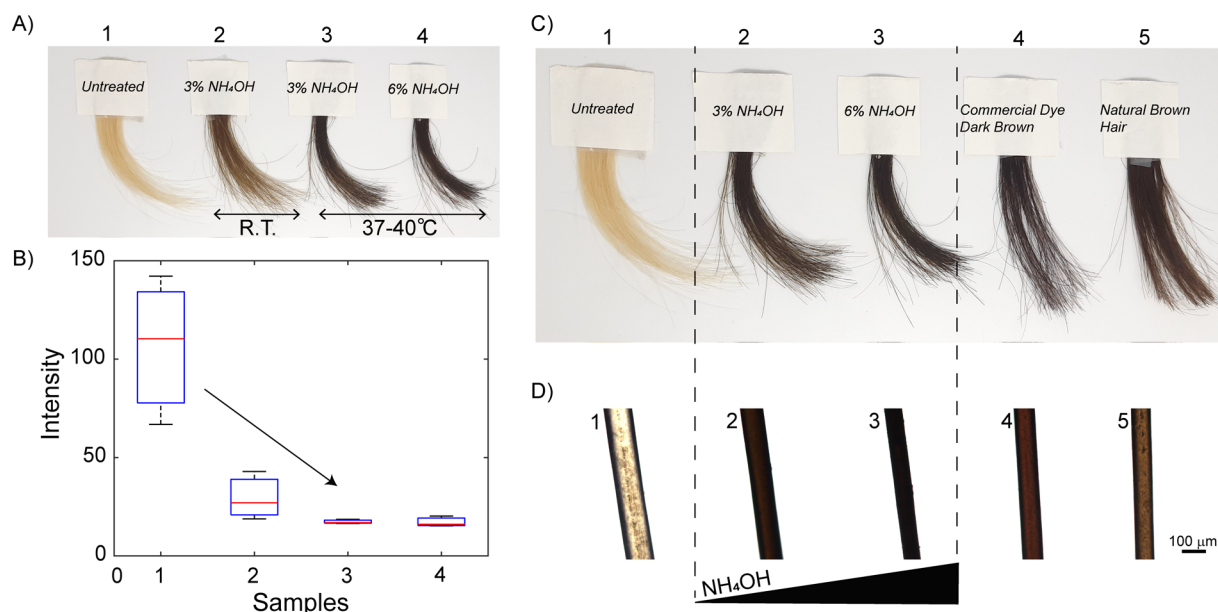 A)
1 2 3 4
Untreated 3% NH₄OH 3% NH₄OH 6% NH₄OH
R.T. 37-40°C
B)
150
100
50
0
Intensity
0 1 2 3 4
Samples
C)
1 2 3 4 5
Untreated 3% NH₄OH 6% NH₄OH Commercial Dye Natural Brown
Dark Brown Hair
D)
1 2 3 4 5
100 μm
NH₄OH